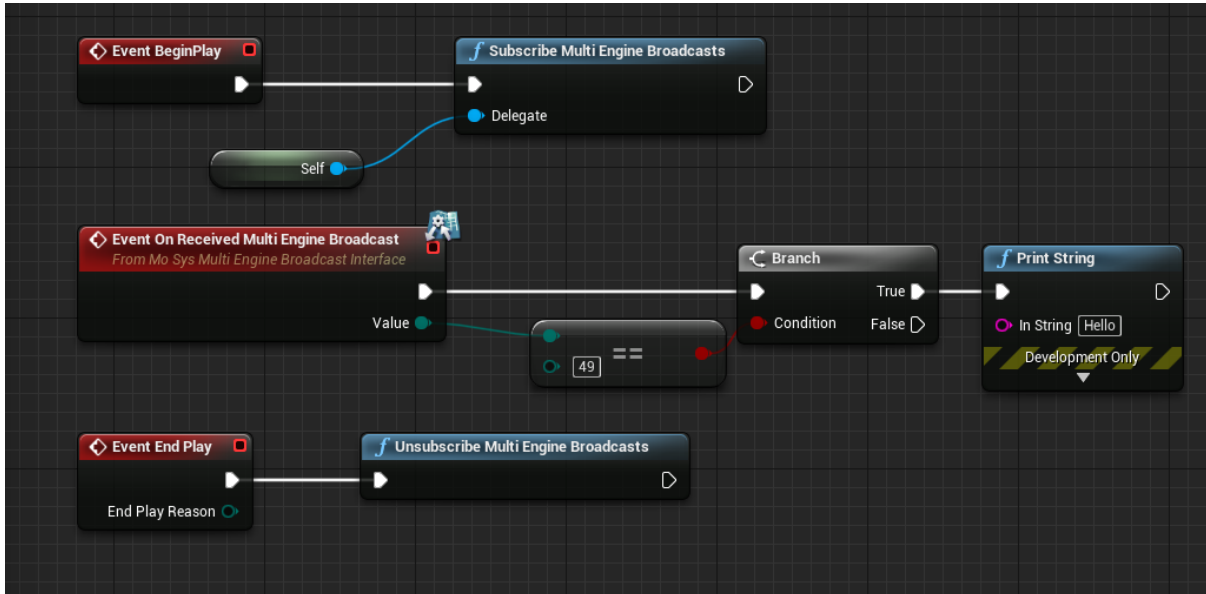 Event BeginPlay
Subscribe Multi Engine Broadcasts
Delegate
Self
Event On Received Multi Engine Broadcast
From Mo Sys Multi Engine Broadcast Interface
Value
==
49
Branch
True
Condition
False
Print String
In String Hello
Development Only
Event End Play
End Play Reason
Unsubscribe Multi Engine Broadcasts